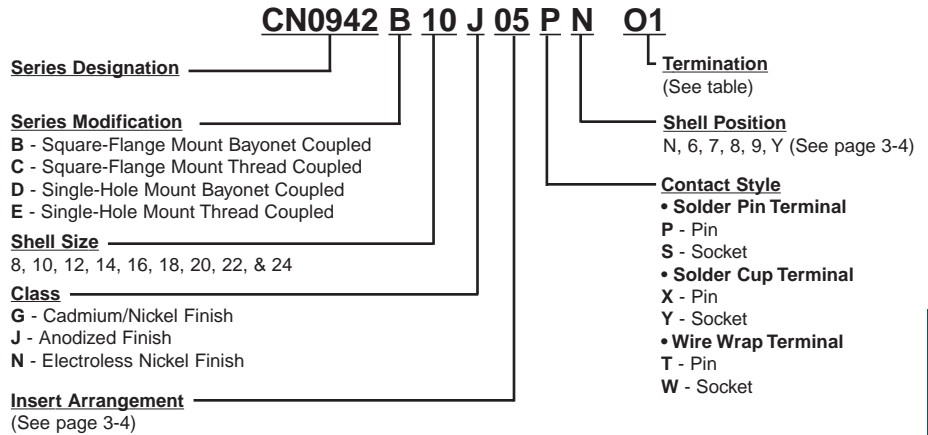 CN0942 B 10 J 05 P N O1
Series Designation
Series Modification
B - Square-Flange Mount Bayonet Coupled
C - Square-Flange Mount Thread Coupled
D - Single-Hole Mount Bayonet Coupled
E - Single-Hole Mount Thread Coupled
Shell Size
8, 10, 12, 14, 16, 18, 20, 22, & 24
Class
G - Cadmium/Nickel Finish
J - Anodized Finish
N - Electroless Nickel Finish
Insert Arrangement
(See page 3-4)
Termination
(See table)
Shell Position
N, 6, 7, 8, 9, Y (See page 3-4)
Contact Style
• Solder Pin Terminal
P - Pin
S - Socket
• Solder Cup Terminal
X - Pin
Y - Socket
• Wire Wrap Terminal
T - Pin
W - Socket